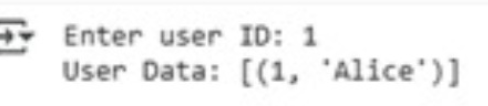 Enter user ID: 1
User Data: [(1, 'Alice')]